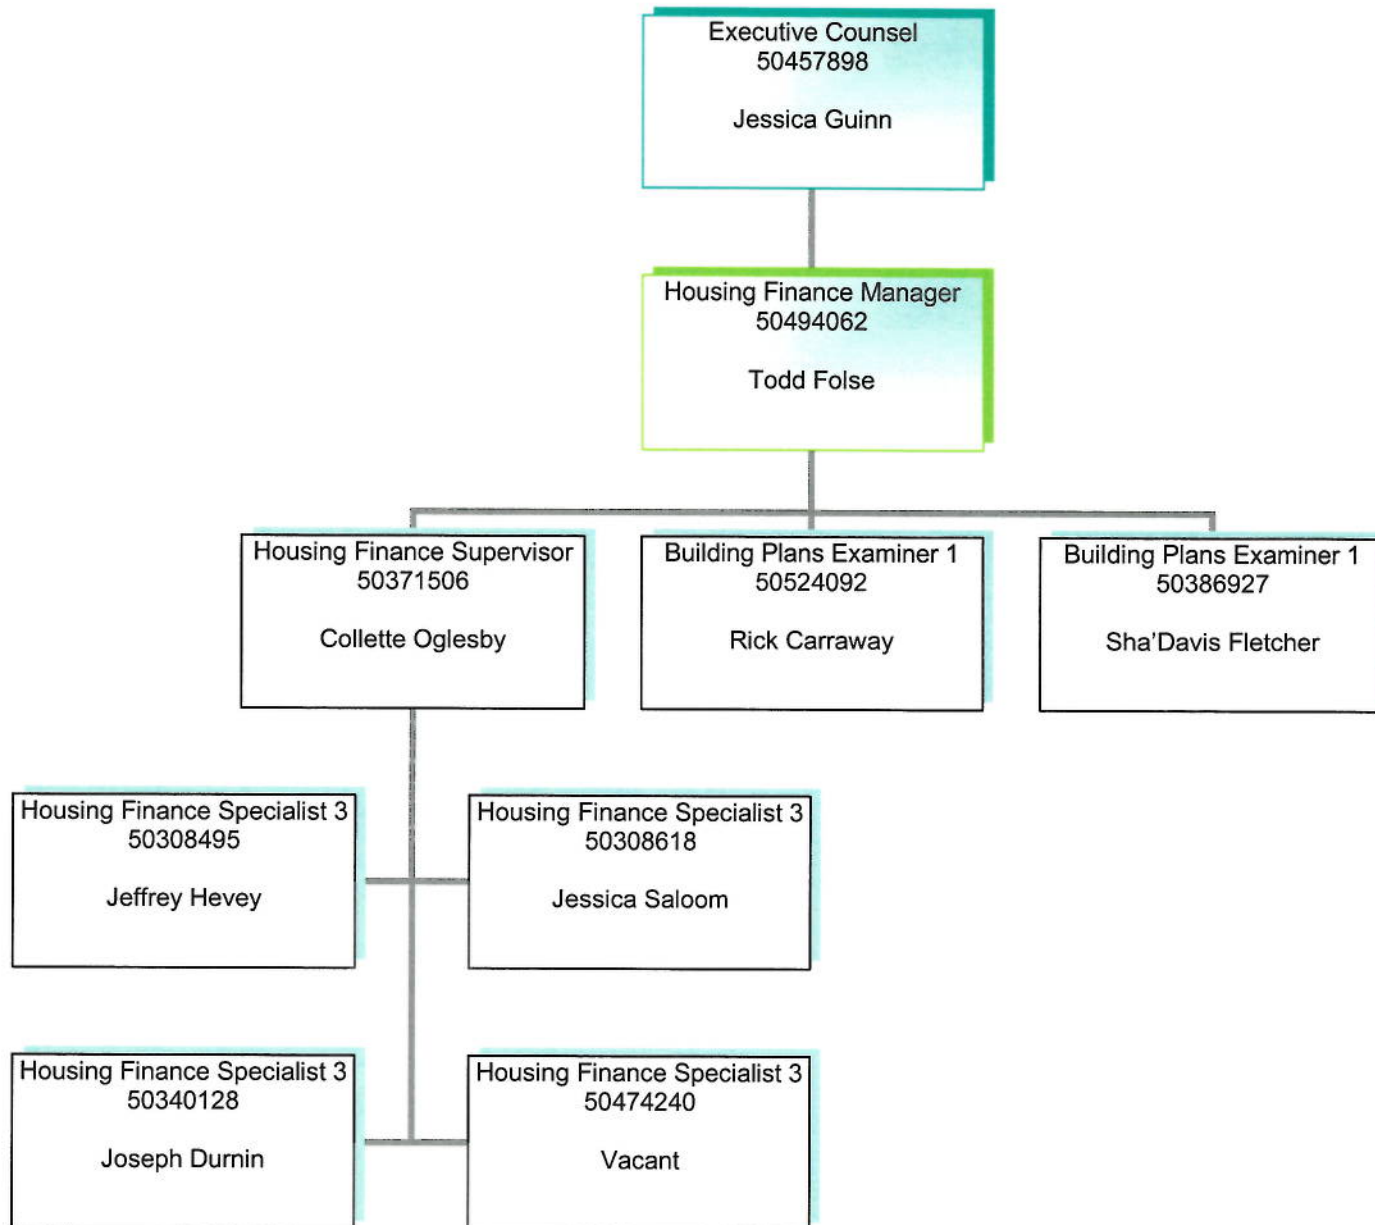 Executive Counsel
50457898
Jessica Guinn
Housing Finance Manager
50494062
Todd Folse
Housing Finance Supervisor
50371506
Collette Oglesby
Building Plans Examiner 1
50524092
Rick Carraway
Building Plans Examiner 1
50386927
Sha'Davis Fletcher
Housing Finance Specialist 3
50308495
Jeffrey Hevey
Housing Finance Specialist 3
50308618
Jessica Saloom
Housing Finance Specialist 3
50340128
Joseph Durnin
Housing Finance Specialist 3
50474240
Vacant